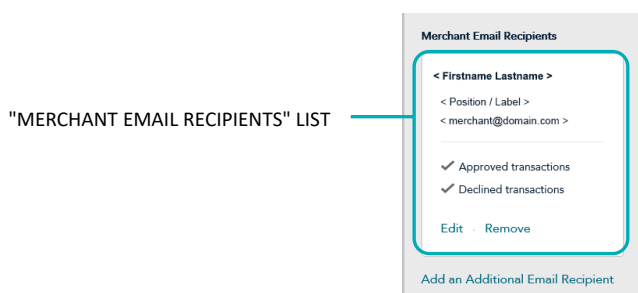 Merchant Email Recipients
< Firstname Lastname >
< Position / Label >
< merchant@domain.com >
"MERCHANT EMAIL RECIPIENTS" LIST
Approved transactions
Declined transactions
Edit · Remove
Add an Additional Email Recipient